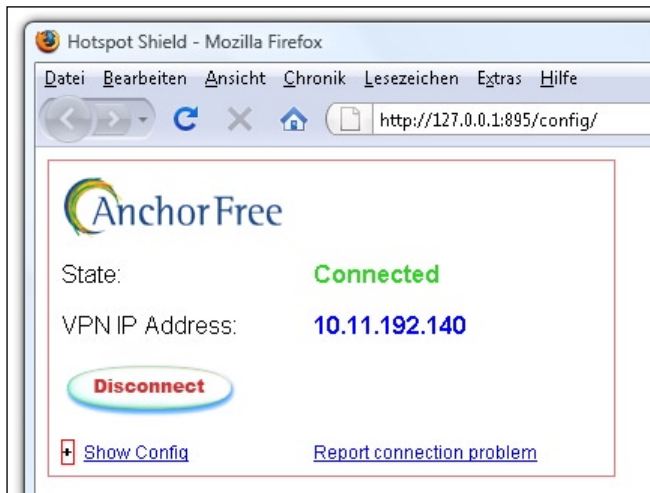 Hotspot Shield - Mozilla Firefox
Datei Bearbeiten Ansicht Chronik Lesezeichen Extras Hilfe
http://127.0.0.1:895/config/
AnchorFree
State: Connected
VPN IP Address: 10.11.192.140
Disconnect
+ Show Config Report connection problem